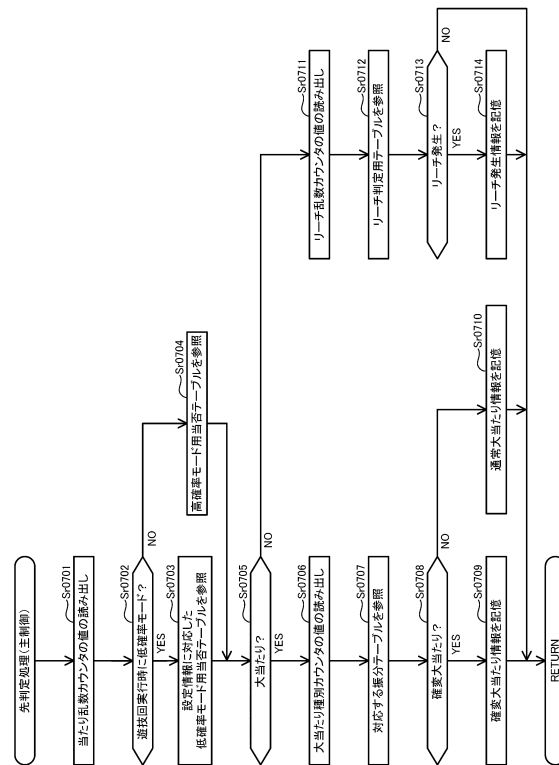 先判定処理(主制御)
Sr0701
当たり乱数カウンタの値の読み出し
Sr0702
遊技回実行時に低確率モード?
NO
YES
Sr0703
設定情報に対応した
低確率モード用当否テーブルを参照
Sr0704
高確率モード用当否テーブルを参照
Sr0705
大当たり?
NO
YES
Sr0706
大当たり種別カウンタの値の読み出し
Sr0707
対応する振分テーブルを参照
Sr0708
確変大当たり?
NO
YES
Sr0709
確変大当たり情報を記憶
Sr0710
通常大当たり情報を記憶
Sr0711
リーチ乱数カウンタの値の読み出し
Sr0712
リーチ判定用テーブルを参照
Sr0713
リーチ発生?
NO
YES
Sr0714
リーチ発生情報を記憶
RETURN